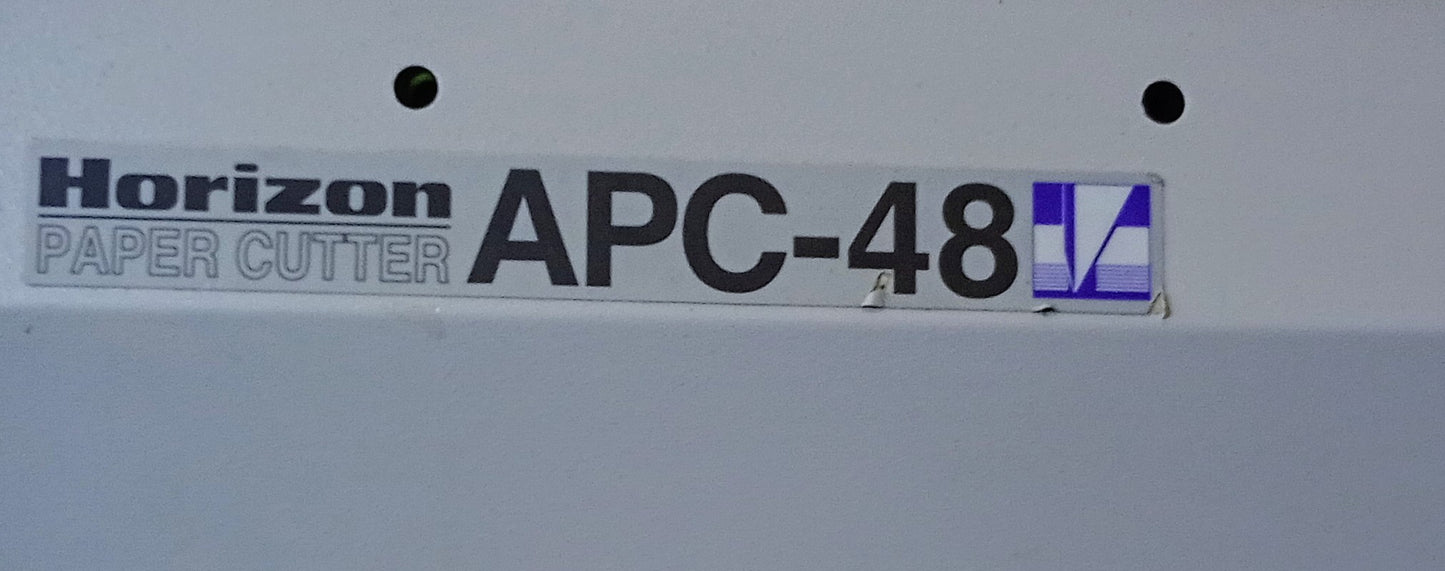 Horizon
PAPER CUTTER
APC-48